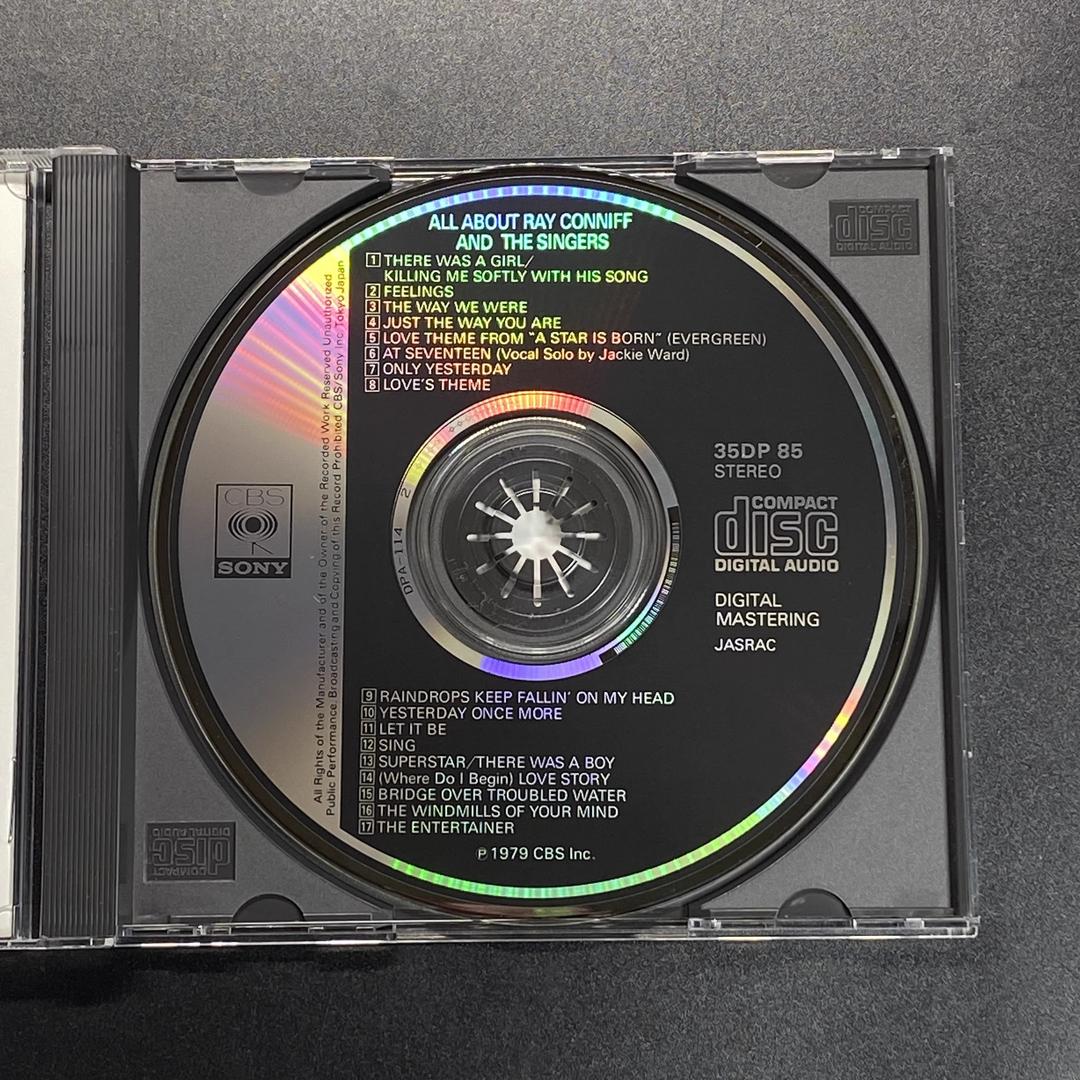 ALL ABOUT RAY CONNIFF
AND THE SINGERS
1 THERE WAS A GIRL/
KILLING ME SOFTLY WITH HIS SONG
2 FEELINGS
3 THE WAY WE WERE
4 JUST THE WAY YOU ARE
5 LOVE THEME FROM "A STAR IS BORN" (EVERGREEN)
6 AT SEVENTEEN (Vocal Solo by Jackie Ward)
7 ONLY YESTERDAY
8 LOVE'S THEME
35DP 85
STEREO
COMPACT
disc
DIGITAL AUDIO
DIGITAL
MASTERING
JASRAC
CBS
SONY
All Rights of the Manufacturer and of the Owner of the Recorded Work Reserved Unauthorized
Public Performance, Broadcasting and Copying of this Record Prohibited CBS/Sony Inc. Tokyo Japan
DPA-114 2
9 RAINDROPS KEEP FALLIN' ON MY HEAD
10 YESTERDAY ONCE MORE
11 LET IT BE
12 SING
13 SUPERSTAR/THERE WAS A BOY
14 (Where Do I Begin) LOVE STORY
15 BRIDGE OVER TROUBLED WATER
16 THE WINDMILLS OF YOUR MIND
17 THE ENTERTAINER
℗ 1979 CBS Inc.
COMPACT
disc
DIGITAL AUDIO
COMPACT
disc
DIGITAL AUDIO